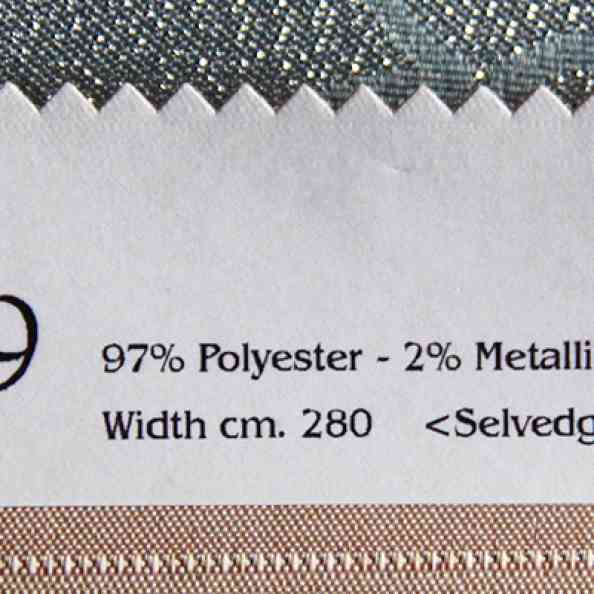 9
97% Polyester - 2% Metalli
Width cm. 280 <Selvedg